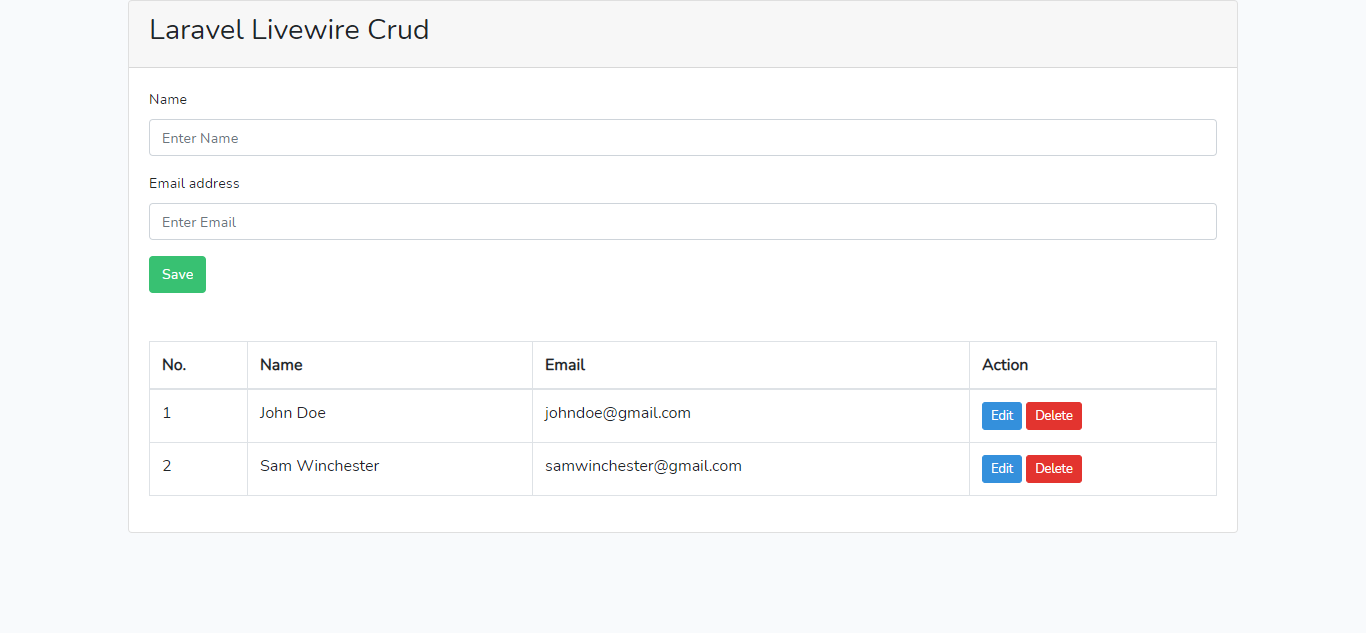 Laravel Livewire Crud
Name
Enter Name
Email address
Enter Email
Save
No. Name Email Action
1 John Doe johndoe@gmail.com Edit Delete
2 Sam Winchester samwinchester@gmail.com Edit Delete